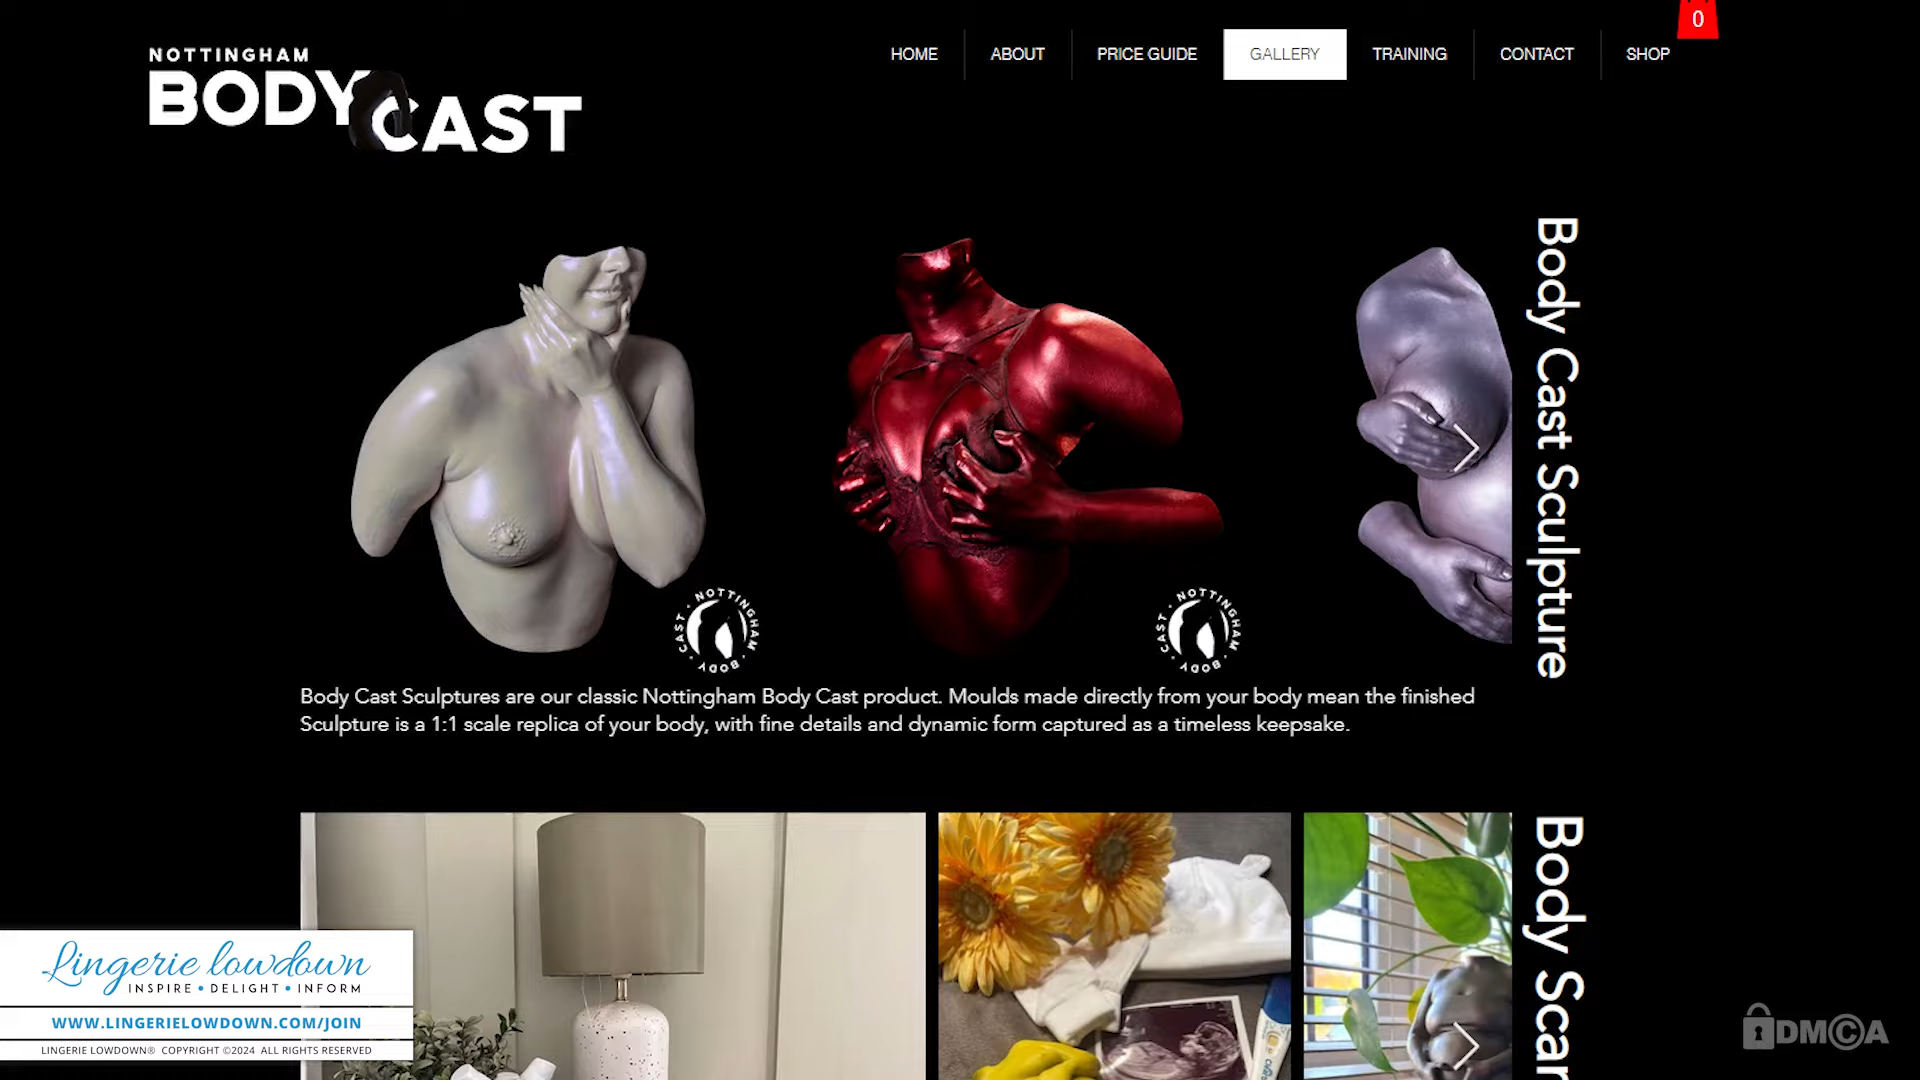 NOTTINGHAM
BODY
CAST
HOME
ABOUT
PRICE GUIDE
GALLERY
TRAINING
CONTACT
SHOP
0
Body Cast Sculpture
NOTTINGHAM · BODY · CAST ·
NOTTINGHAM · BODY · CAST ·
Body Cast Sculptures are our classic Nottingham Body Cast product. Moulds made directly from your body mean the finished
Sculpture is a 1:1 scale replica of your body, with fine details and dynamic form captured as a timeless keepsake.
Body Scan
Lingerie lowdown
INSPIRE • DELIGHT • INFORM
WWW.LINGERIELOWDOWN.COM/JOIN
LINGERIE LOWDOWN® COPYRIGHT ©2024 ALL RIGHTS RESERVED
DMCA